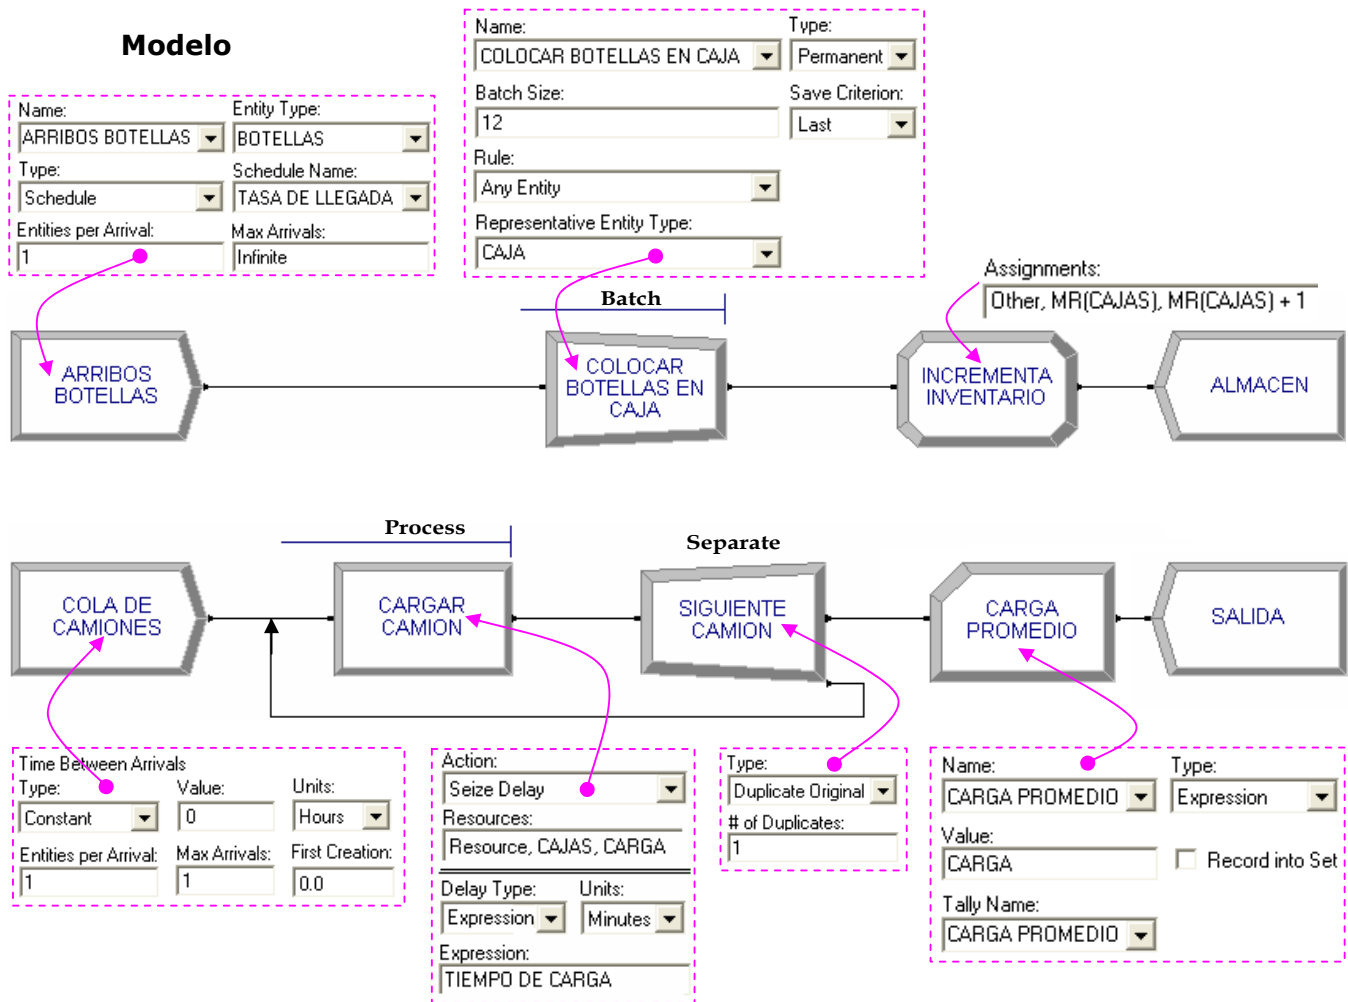 Modelo
Name:
ARRIBOS BOTELLAS
Entity Type:
BOTELLAS
Type:
Schedule
Schedule Name:
TASA DE LLEGADA
Entities per Arrival:
1
Max Arrivals:
Infinite
Name:
COLOCAR BOTELLAS EN CAJA
Type:
Permanent
Batch Size:
12
Save Criterion:
Last
Rule:
Any Entity
Representative Entity Type:
CAJA
Assignments:
Other, MR(CAJAS), MR(CAJAS) + 1
Batch
ARRIBOS
BOTELLAS
COLOCAR
BOTELLAS EN
CAJA
INCREMENTA
INVENTARIO
ALMACEN
Process
Separate
COLA DE
CAMIONES
CARGAR
CAMION
SIGUIENTE
CAMION
CARGA
PROMEDIO
SALIDA
Time Between Arrivals
Type:
Constant
Value:
0
Units:
Hours
Entities per Arrival:
1
Max Arrivals:
1
First Creation:
0.0
Action:
Seize Delay
Resources:
Resource, CAJAS, CARGA
Delay Type:
Expression
Units:
Minutes
Expression:
TIEMPO DE CARGA
Type:
Duplicate Original
# of Duplicates:
1
Name:
CARGA PROMEDIO
Type:
Expression
Value:
CARGA
Record into Set
Tally Name:
CARGA PROMEDIO